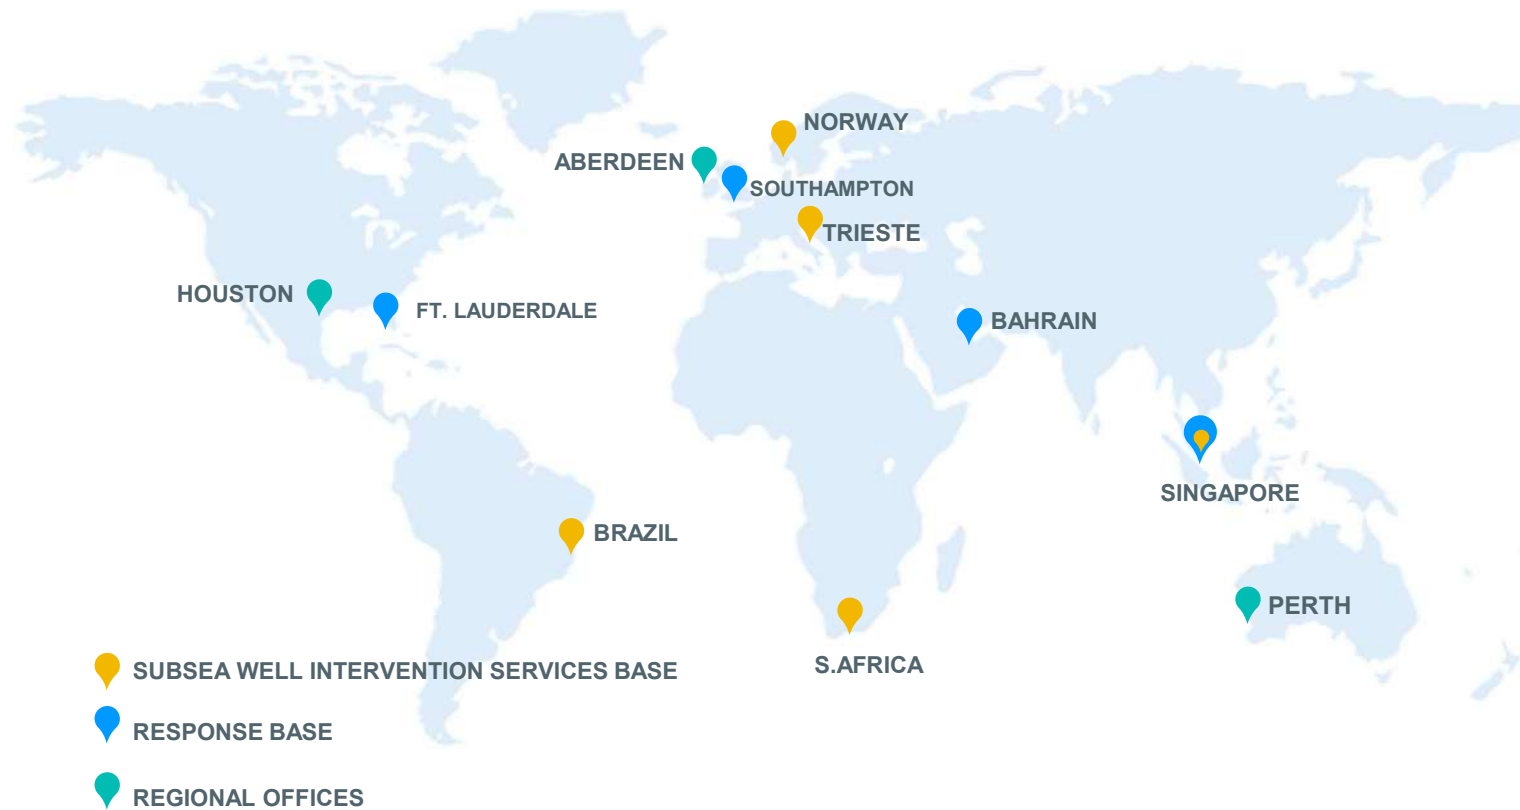 NORWAY
ABERDEEN
SOUTHAMPTON
TRIESTE
HOUSTON
FT. LAUDERDALE
BAHRAIN
SINGAPORE
BRAZIL
PERTH
S.AFRICA
SUBSEA WELL INTERVENTION SERVICES BASE
RESPONSE BASE
REGIONAL OFFICES